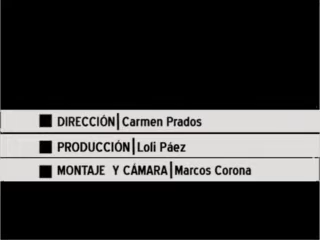 DIRECCIÓN|Carmen Prados
PRODUCCIÓN|Loli Páez
MONTAJE Y CÁMARA|Marcos Corona